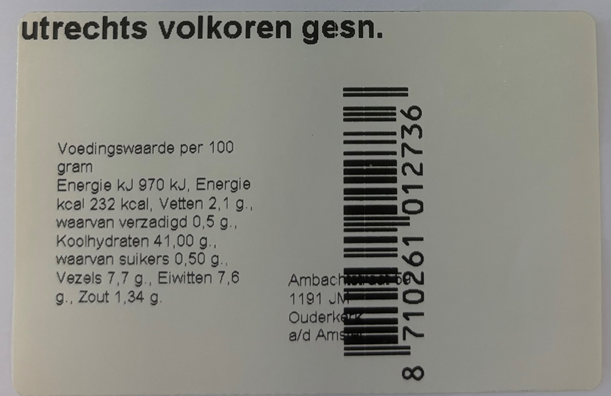 utrechts volkoren gesn.
Voedingswaarde per 100
gram
Energie kJ 970 kJ, Energie
kcal 232 kcal, Vetten 2,1 g.,
waarvan verzadigd 0,5 g.,
Koolhydraten 41,00 g.,
waarvan suikers 0,50 g.,
Vezels 7,7 g., Eiwitten 7,6
g., Zout 1,34 g.
1191 JM
Ouderkerk
a/d Amstel
8 710261 012736